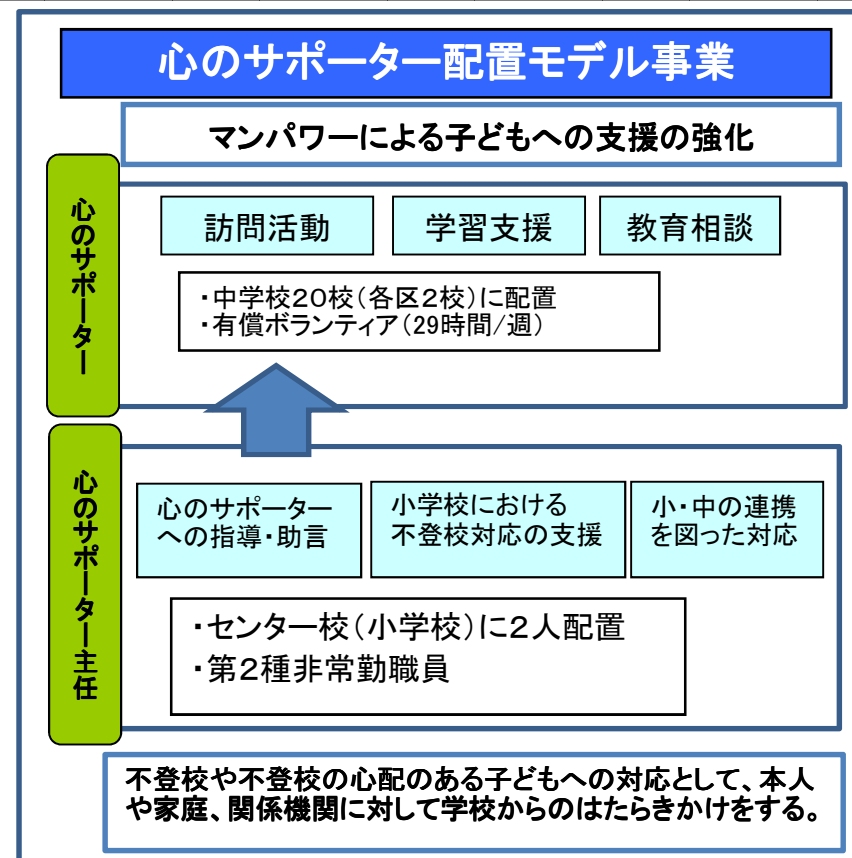 心のサポーター配置モデル事業
マンパワーによる子どもへの支援の強化
心のサポーター
訪問活動
学習支援
教育相談
・中学校20校(各区2校)に配置
・有償ボランティア(29時間/週)
心のサポーター主任
心のサポーター
への指導・助言
小学校における
不登校対応の支援
小・中の連携
を図った対応
・センター校(小学校)に2人配置
・第2種非常勤職員
不登校や不登校の心配のある子どもへの対応として、本人
や家庭、関係機関に対して学校からのはたらきかけをする。